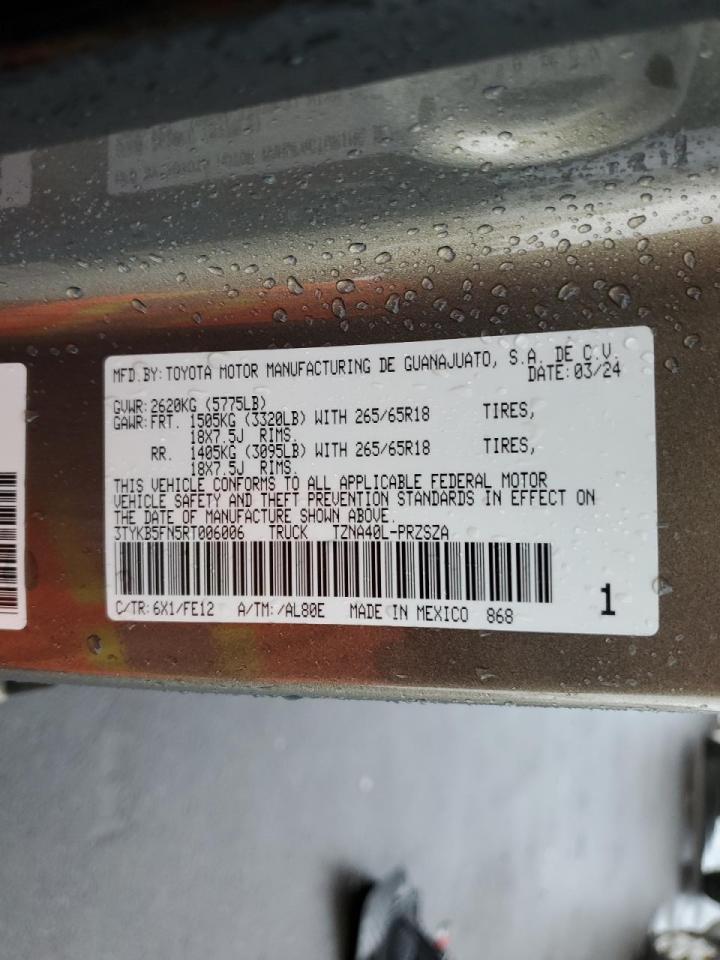 MFD.BY:TOYOTA MOTOR MANUFACTURING DE GUANAJUATO, S.A. DE C.V.
DATE:03/24
GVWR:2620KG (5775LB)
GAWR:FRT. 1505KG (3320LB) WITH 265/65R18 TIRES,
18X7.5J RIMS.
RR. 1405KG (3095LB) WITH 265/65R18 TIRES,
18X7.5J RIMS.
THIS VEHICLE CONFORMS TO ALL APPLICABLE FEDERAL MOTOR
VEHICLE SAFETY AND THEFT PREVENTION STANDARDS IN EFFECT ON
THE DATE OF MANUFACTURE SHOWN ABOVE.
3TYKB5FN5RT006006 TRUCK TZNA40L-PRZSZA
C/TR:6X1/FE12 A/TM:/AL80E MADE IN MEXICO 868 1